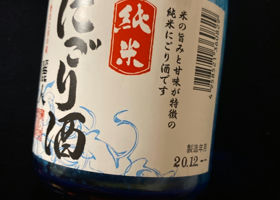 純米
にごり酒
米の旨みと甘味が特徴の
純米にごり酒です
製造年月
20.12